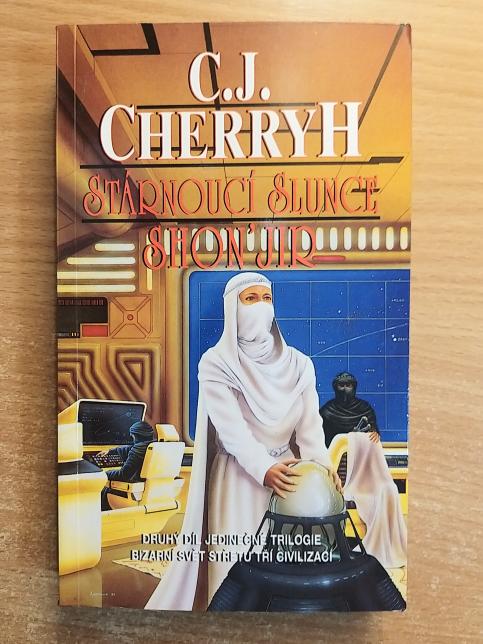 C.J.
CHERRYH
STÁRNOUCÍ SLUNCE
SHON'JIR
DRUHÝ DÍL JEDINEČNÉ TRILOGIE
BIZARNÍ SVĚT STŘETU TŘÍ CIVILIZACÍ